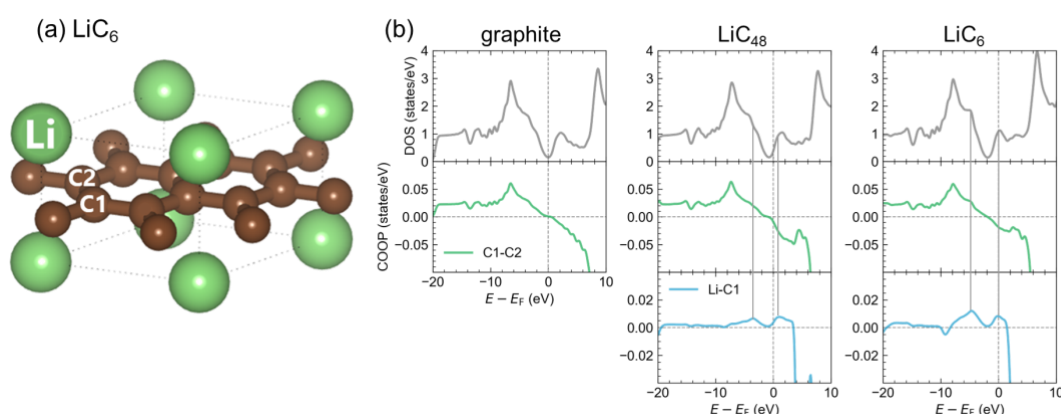 (a) LiC₆
Li
C2
C1
(b)
graphite
LiC₄₈
LiC₆
DOS (states/eV)
4
3
2
1
0
4
3
2
1
0
4
3
2
1
0
COOP (states/eV)
0.05
0.00
−0.05
C1-C2
−20
−10
0
10
E − E_F (eV)
0.05
0.00
−0.05
0.05
0.00
−0.05
Li-C1
0.02
0.00
−0.02
−20
−10
0
10
E − E_F (eV)
0.02
0.00
−0.02
−20
−10
0
10
E − E_F (eV)